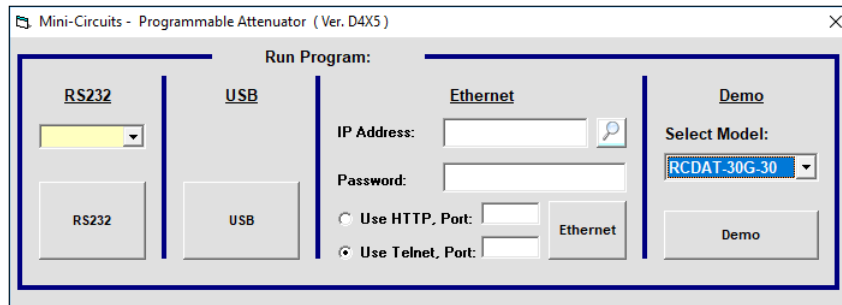 Mini-Circuits -  Programmable Attenuator  ( Ver. D4X5 )
Run Program:
RS232
RS232
USB
USB
Ethernet
IP Address:
Password:
Use HTTP, Port:
Use Telnet, Port:
Ethernet
Demo
Select Model:
RCDAT-30G-30
Demo